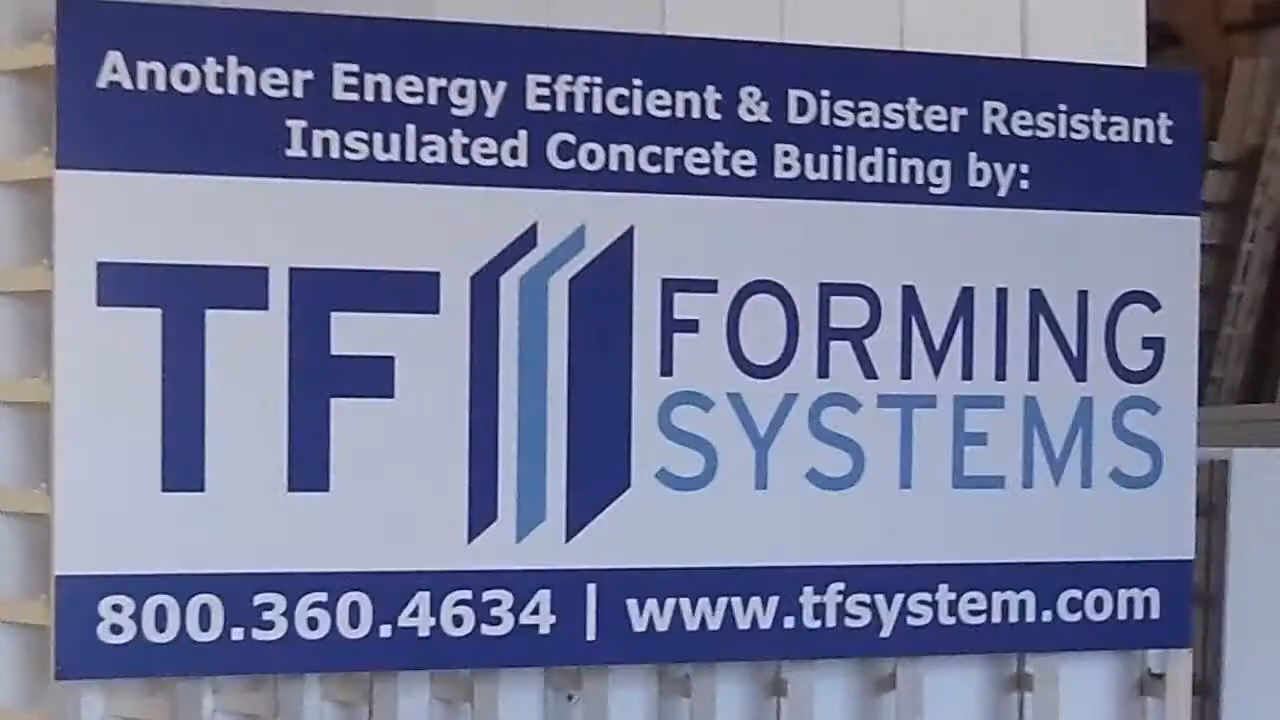 Another Energy Efficient & Disaster Resistant
Insulated Concrete Building by:
TF FORMING
SYSTEMS
800.360.4634 | www.tfsystem.com